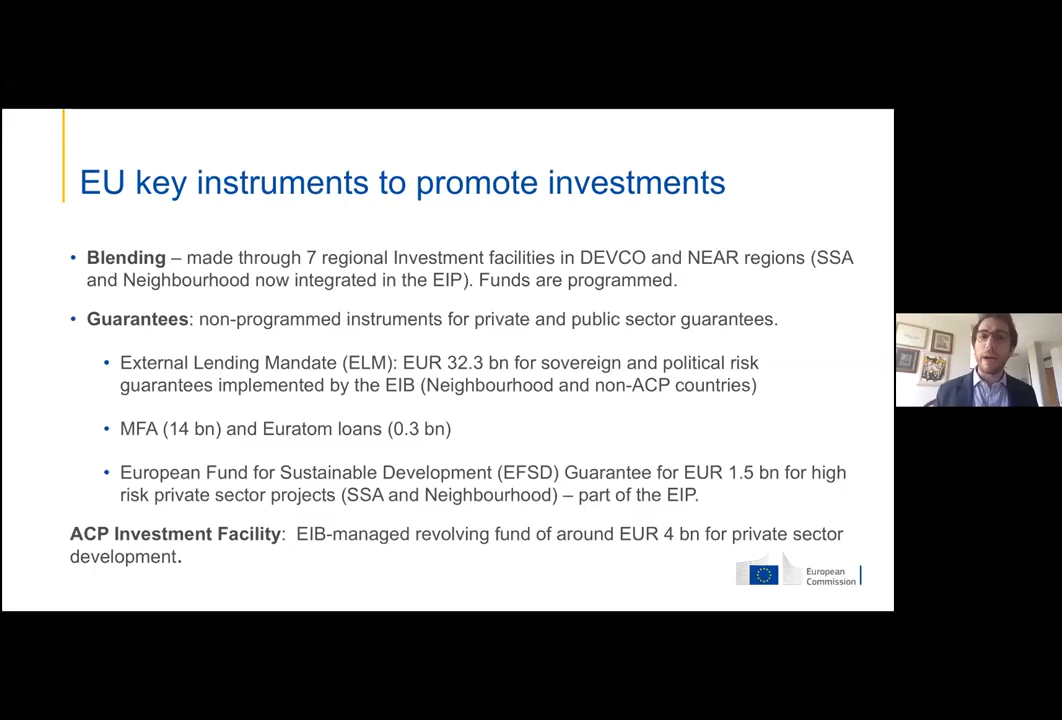 EU key instruments to promote investments
• Blending – made through 7 regional Investment facilities in DEVCO and NEAR regions (SSA
and Neighbourhood now integrated in the EIP). Funds are programmed.
• Guarantees: non-programmed instruments for private and public sector guarantees.
• External Lending Mandate (ELM): EUR 32.3 bn for sovereign and political risk
guarantees implemented by the EIB (Neighbourhood and non-ACP countries)
• MFA (14 bn) and Euratom loans (0.3 bn)
• European Fund for Sustainable Development (EFSD) Guarantee for EUR 1.5 bn for high
risk private sector projects (SSA and Neighbourhood) – part of the EIP.
ACP Investment Facility: EIB-managed revolving fund of around EUR 4 bn for private sector
development.
European
Commission